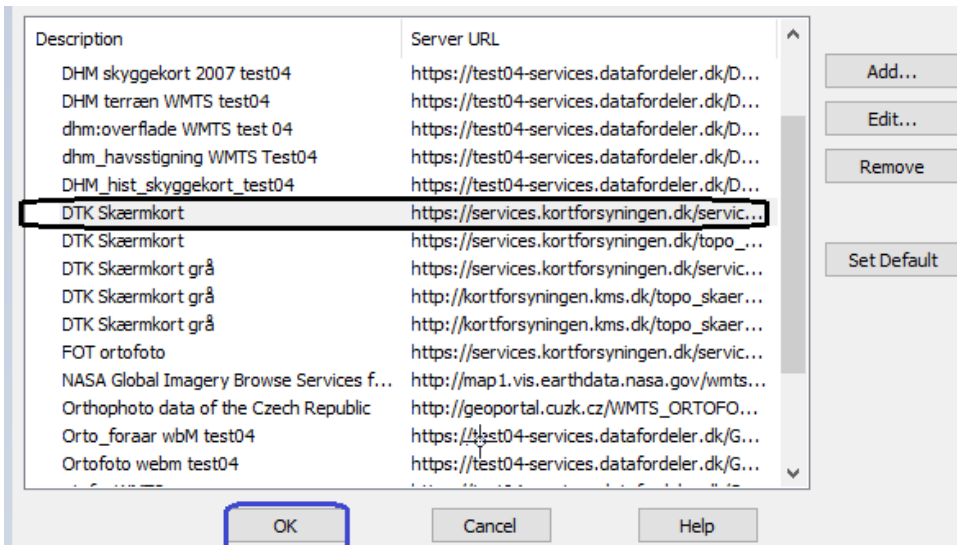 Description Server URL
DHM skyggekort 2007 test04 https://test04-services.datafordeler.dk/D...
Add...
DHM terræn WMTS test04 https://test04-services.datafordeler.dk/D...
dhm:overflade WMTS test 04 https://test04-services.datafordeler.dk/D...
Edit...
dhm_havsstigning WMTS Test04 https://test04-services.datafordeler.dk/D...
Remove
DHM_hist_skyggekort_test04 https://test04-services.datafordeler.dk/D...
DTK Skærmkort https://services.kortforsyningen.dk/servic...
DTK Skærmkort https://services.kortforsyningen.dk/topo_...
Set Default
DTK Skærmkort grå https://services.kortforsyningen.dk/servic...
DTK Skærmkort grå http://kortforsyningen.kms.dk/topo_skaer...
DTK Skærmkort grå http://kortforsyningen.kms.dk/topo_skaer...
FOT ortofoto https://services.kortforsyningen.dk/servic...
NASA Global Imagery Browse Services f... http://map1.vis.earthdata.nasa.gov/wmts...
Orthophoto data of the Czech Republic http://geoportal.cuzk.cz/WMTS_ORTOFO...
Orto_foraar wbM test04 https://test04-services.datafordeler.dk/G...
Ortofoto webm test04 https://test04-services.datafordeler.dk/G...
OK Cancel Help